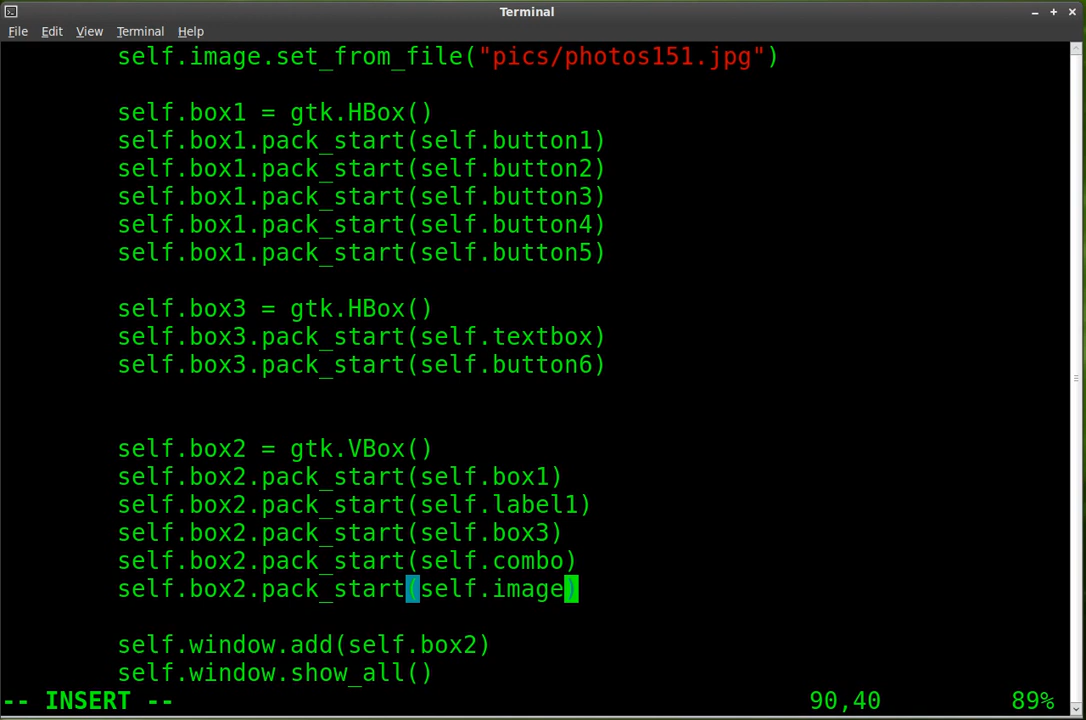 Terminal
File Edit View Terminal Help
self.image.set_from_file("pics/photos151.jpg")
self.box1 = gtk.HBox()
self.box1.pack_start(self.button1)
self.box1.pack_start(self.button2)
self.box1.pack_start(self.button3)
self.box1.pack_start(self.button4)
self.box1.pack_start(self.button5)
self.box3 = gtk.HBox()
self.box3.pack_start(self.textbox)
self.box3.pack_start(self.button6)
self.box2 = gtk.VBox()
self.box2.pack_start(self.box1)
self.box2.pack_start(self.label1)
self.box2.pack_start(self.box3)
self.box2.pack_start(self.combo)
self.box2.pack_start(self.image)
self.window.add(self.box2)
self.window.show_all()
-- INSERT -- 90,40 89%